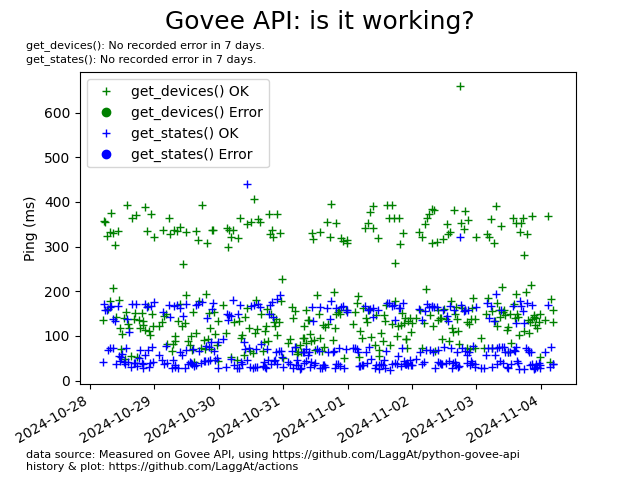 Govee API: is it working?
get_devices(): No recorded error in 7 days.
get_states(): No recorded error in 7 days.
get_devices() OK
get_devices() Error
get_states() OK
get_states() Error
Ping (ms)
600
500
400
300
200
100
0
2024-10-28
2024-10-29
2024-10-30
2024-10-31
2024-11-01
2024-11-02
2024-11-03
2024-11-04
data source: Measured on Govee API, using https://github.com/LaggAt/python-govee-api
history & plot: https://github.com/LaggAt/actions